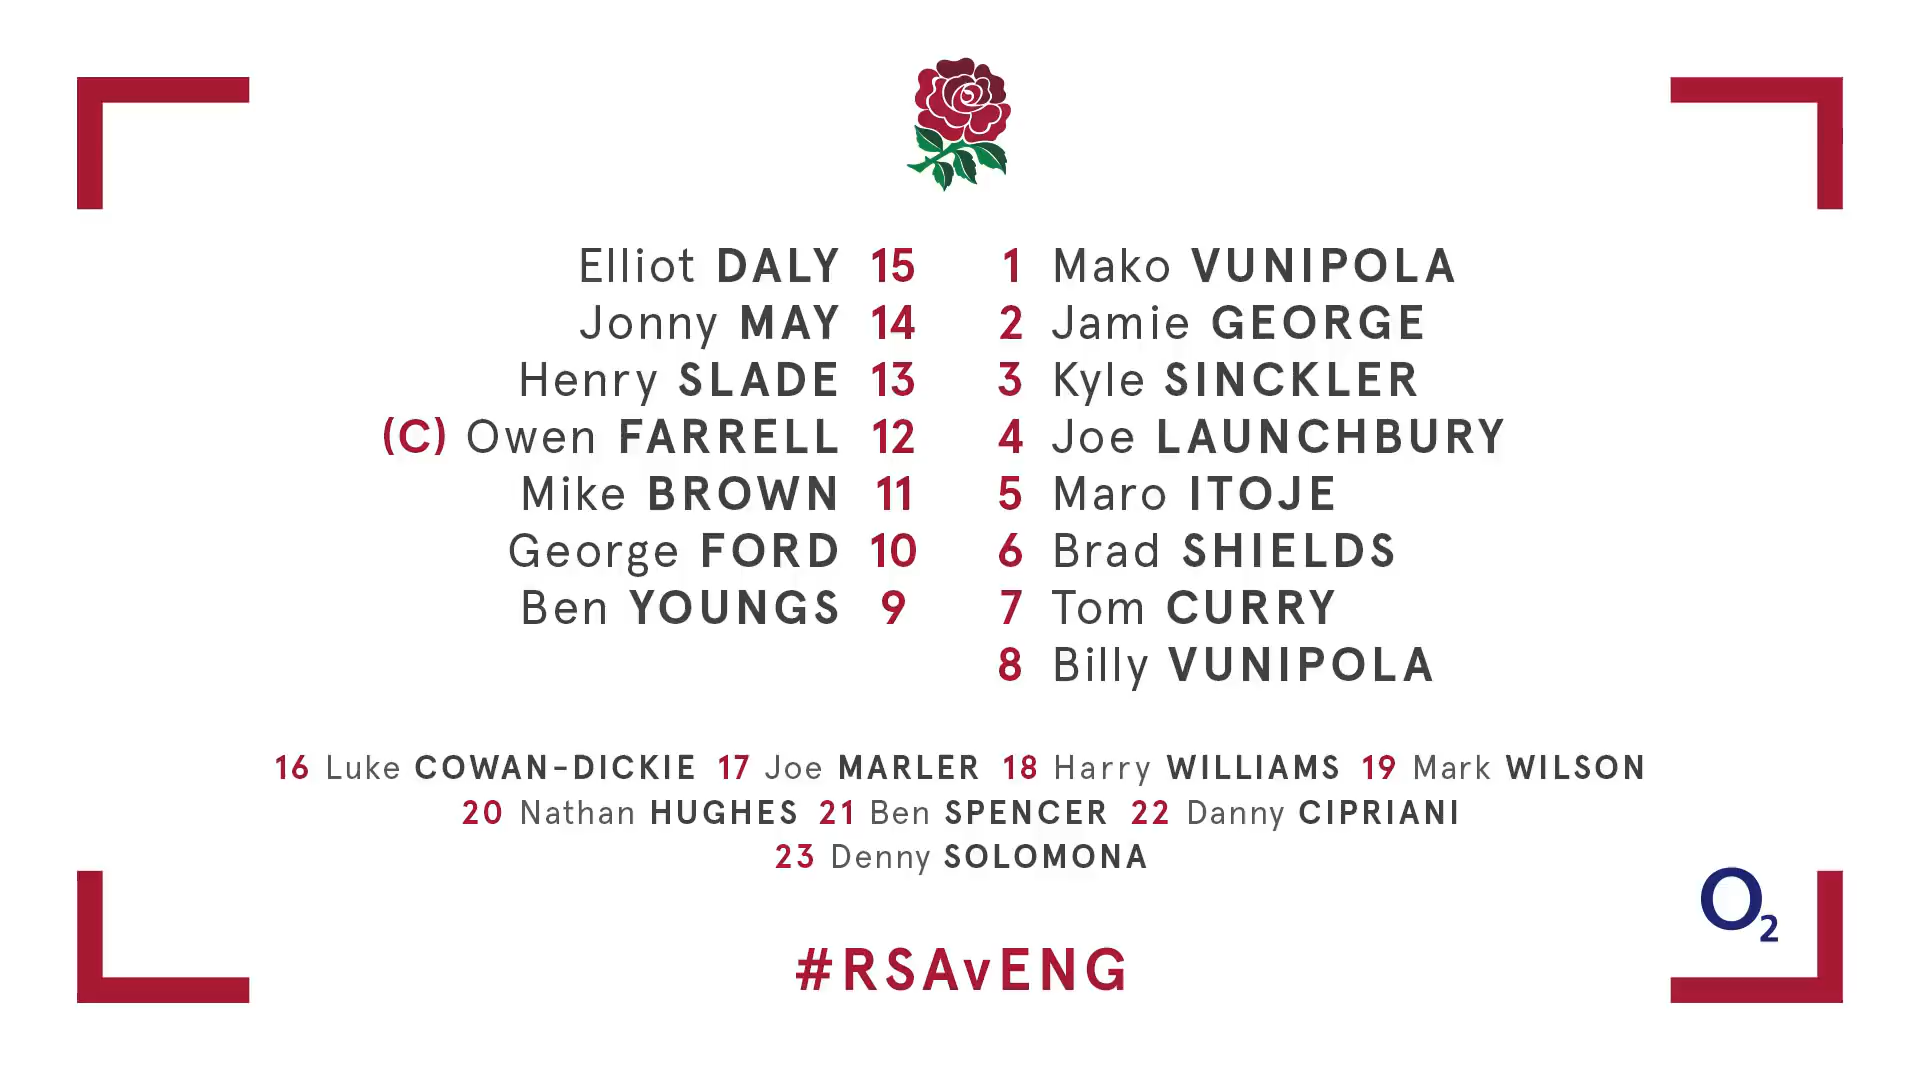 Elliot DALY 15 1 Mako VUNIPOLA
Jonny MAY 14 2 Jamie GEORGE
Henry SLADE 13 3 Kyle SINCKLER
(C) Owen FARRELL 12 4 Joe LAUNCHBURY
Mike BROWN 11 5 Maro ITOJE
George FORD 10 6 Brad SHIELDS
Ben YOUNGS 9 7 Tom CURRY
8 Billy VUNIPOLA
16 Luke COWAN-DICKIE 17 Joe MARLER 18 Harry WILLIAMS 19 Mark WILSON
20 Nathan HUGHES 21 Ben SPENCER 22 Danny CIPRIANI
23 Denny SOLOMONA
O2
#RSAvENG